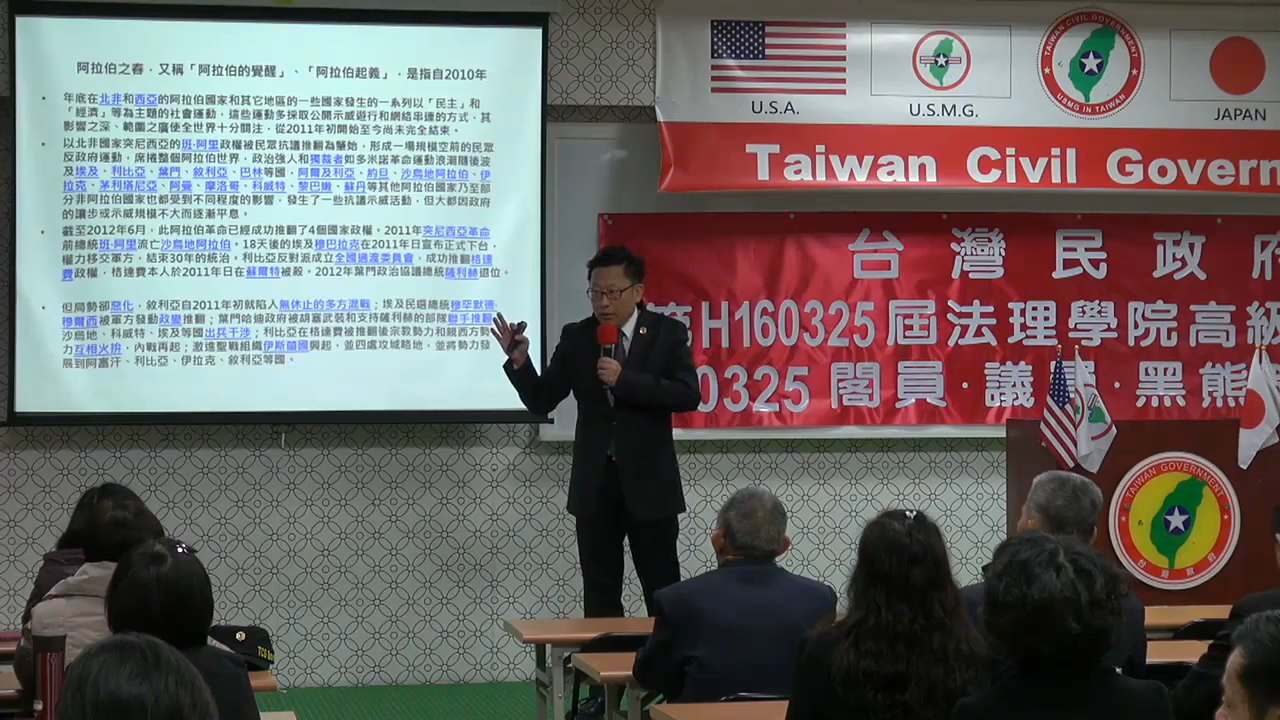 阿拉伯之春，又稱「阿拉伯的覺醒」、「阿拉伯起義」，是指自2010年
年底在北非和西亞的阿拉伯國家和其它地區的一些國家發生的一系列以「民主」和
「經濟」等為主題的社會運動，這些運動多採取公開示威遊行和網絡串連的方式，其
影響之深、範圍之廣使全世界十分關注，從2011年初開始至今尚未完全結束。
以北非國家突尼西亞的班·阿里政權被民眾抗議推翻為肇始，形成一場規模空前的民眾
反政府運動，席捲整個阿拉伯世界，政治強人和獨裁者如多米諾革命運動浪潮隨後波
及埃及、利比亞、葉門、敘利亞、巴林等國，阿爾及利亞、約旦、沙烏地阿拉伯、伊
拉克、茅利塔尼亞、阿曼、摩洛哥、科威特、黎巴嫩、蘇丹等其他阿拉伯國家乃至部
分非阿拉伯國家也都受到不同程度的影響，發生了一些抗議示威活動，但大都因政府
的讓步或示威規模不大而逐漸平息。
截至2012年6月，此阿拉伯革命已經成功推翻了4個國家政權。2011年突尼西亞革命
前總統班·阿里流亡沙烏地阿拉伯。18天後的埃及穆巴拉克在2011年日宣布正式下台，
權力移交軍方，結束30年的統治。利比亞反對派成立全國過渡委員會，成功推翻格達
費政權，格達費本人於2011年日在蘇爾特被殺。2012年葉門政治協議總統薩利赫退位。
但局勢卻惡化，敘利亞自2011年初就陷入無休止的多方混戰；埃及民選總統穆罕默德·
穆爾西被軍方發動政變推翻；葉門哈迪政府被胡塞武裝和支持薩利赫的部隊聯手推翻
沙烏地、科威特、埃及等國出兵干涉；利比亞在格達費被推翻後宗教勢力和親西方勢
力互相火拚，內戰再起；激進聖戰組織伊斯蘭國興起，並四處攻城略地，並將勢力發
展到阿富汗、利比亞、伊拉克、敘利亞等國。
U.S.A.
U.S.M.G.
TAIWAN CIVIL GOVERNMENT
USMG IN TAIWAN
JAPAN
Taiwan Civil Govern
台灣民政府
第H160325屆法理學院高級
0325 閣員·議員·黑熊
TAIWAN GOVERNMENT
台灣政府